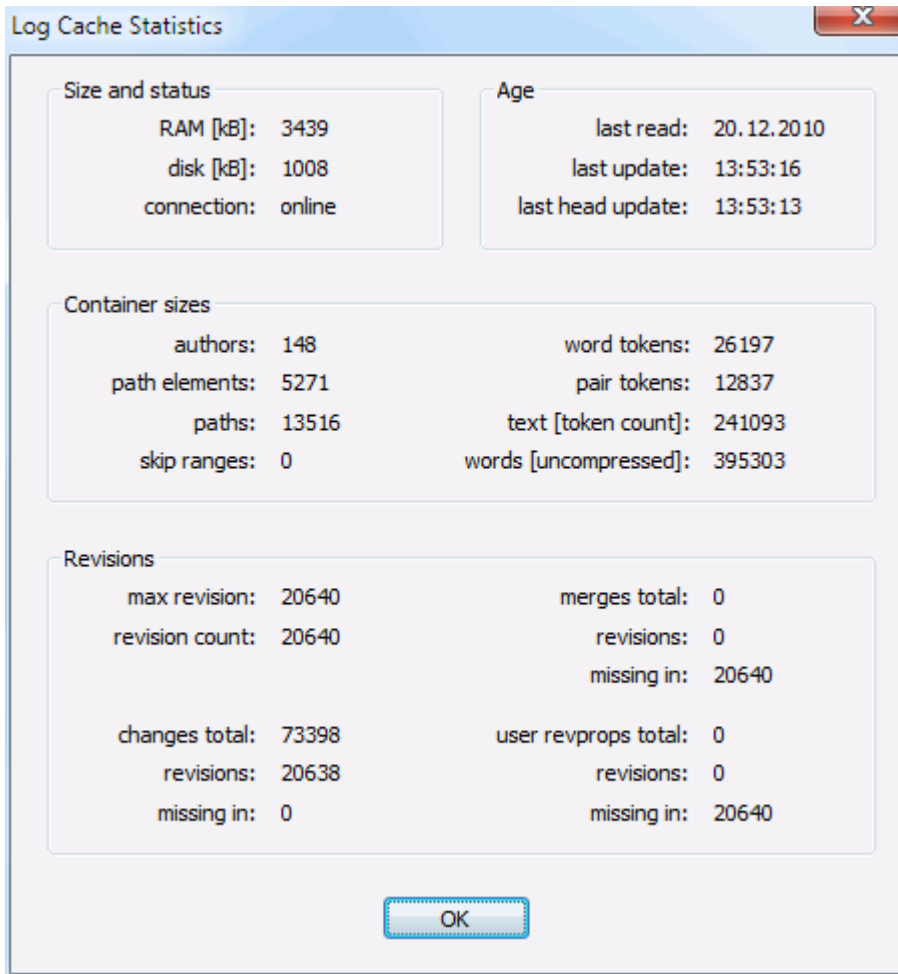 Log Cache Statistics
Size and status
RAM [kB]: 3439
disk [kB]: 1008
connection: online
Age
last read: 20.12.2010
last update: 13:53:16
last head update: 13:53:13
Container sizes
authors: 148
path elements: 5271
paths: 13516
skip ranges: 0
word tokens: 26197
pair tokens: 12837
text [token count]: 241093
words [uncompressed]: 395303
Revisions
max revision: 20640
revision count: 20640
merges total: 0
revisions: 0
missing in: 20640
changes total: 73398
revisions: 20638
missing in: 0
user revprops total: 0
revisions: 0
missing in: 20640
OK